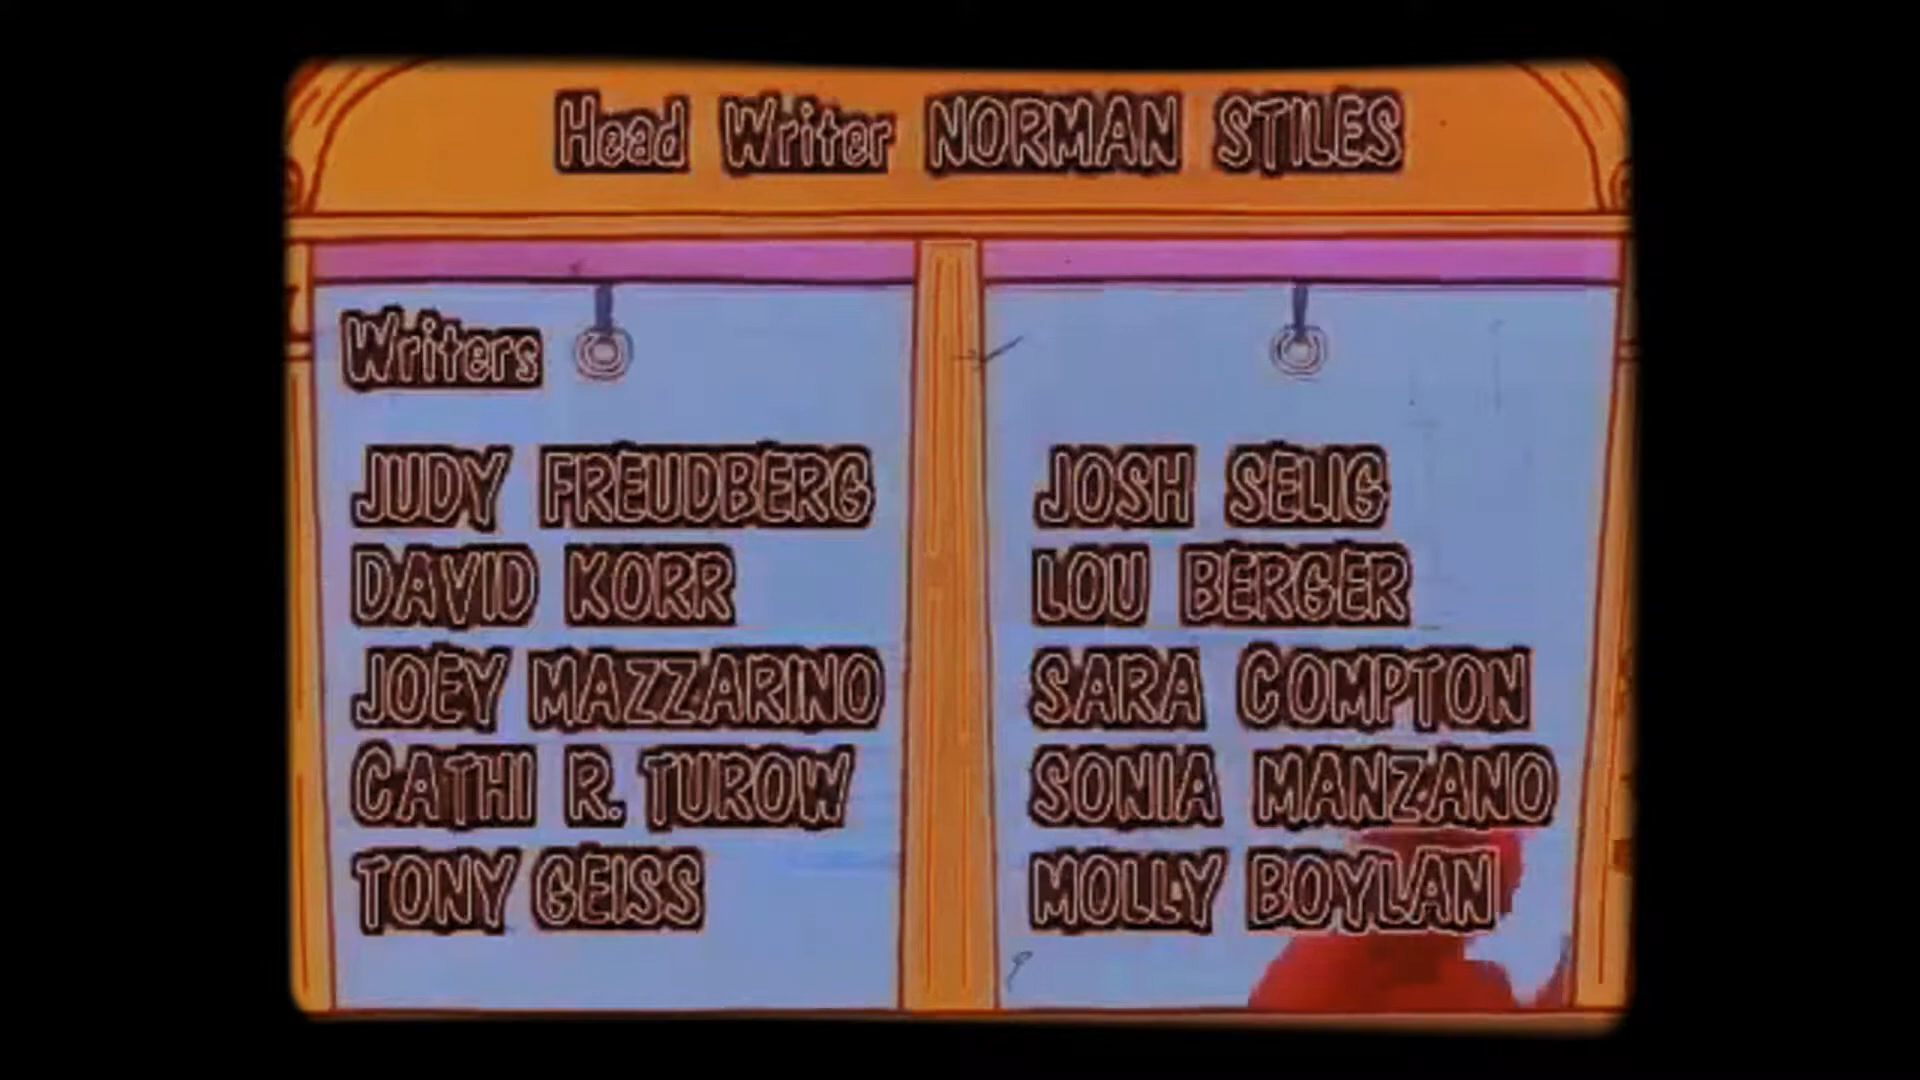 Head Writer NORMAN STILES
Writers
JUDY FREUDBERG
DAVID KORR
JOEY MAZZARINO
CATHI R. TUROW
TONY GEISS
JOSH SELIG
LOU BERGER
SARA COMPTON
SONIA MANZANO
MOLLY BOYLAN